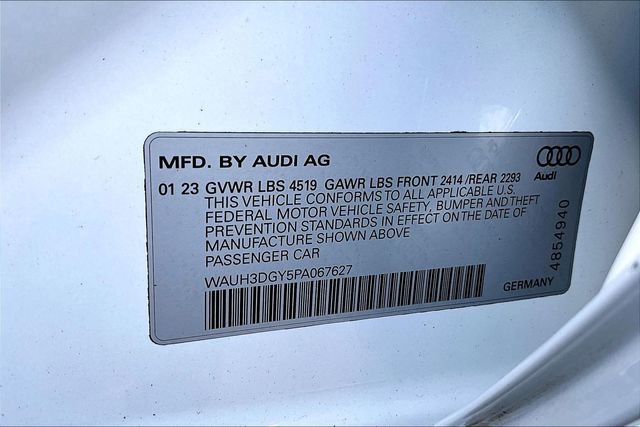 MFD. BY AUDI AG
Audi
01 23 GVWR LBS 4519 GAWR LBS FRONT 2414 /REAR 2293
THIS VEHICLE CONFORMS TO ALL APPLICABLE U.S.
FEDERAL MOTOR VEHICLE SAFETY, BUMPER AND THEFT
PREVENTION STANDARDS IN EFFECT ON THE DATE OF
MANUFACTURE SHOWN ABOVE
PASSENGER CAR
WAUH3DGY5PA067627
4854940
GERMANY